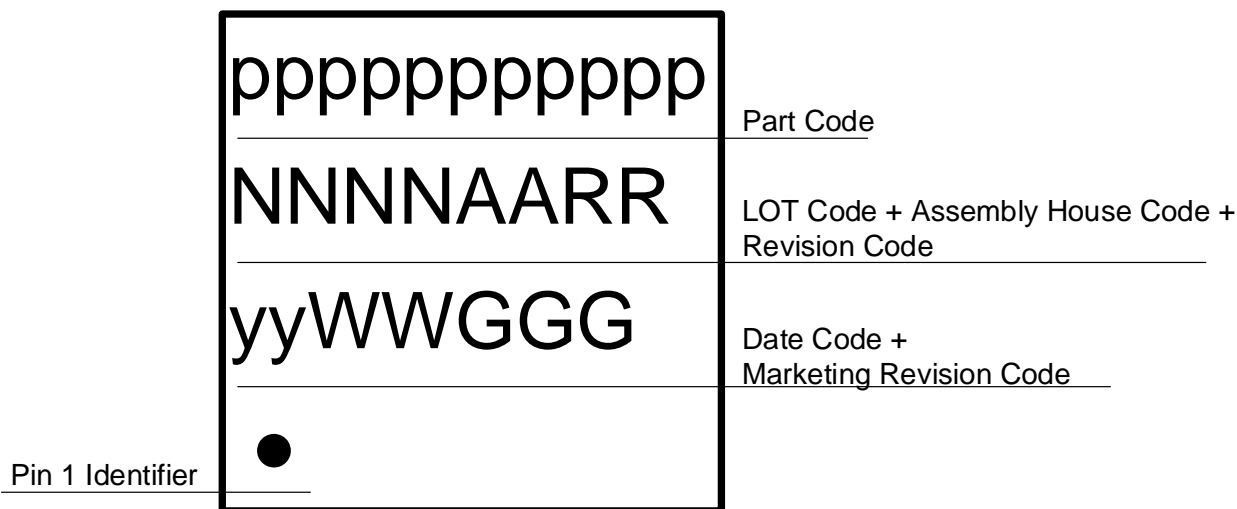 ppppppppppp
Part Code
NNNNAARR
LOT Code + Assembly House Code +
Revision Code
yyWWGGG
Date Code +
Marketing Revision Code
Pin 1 Identifier